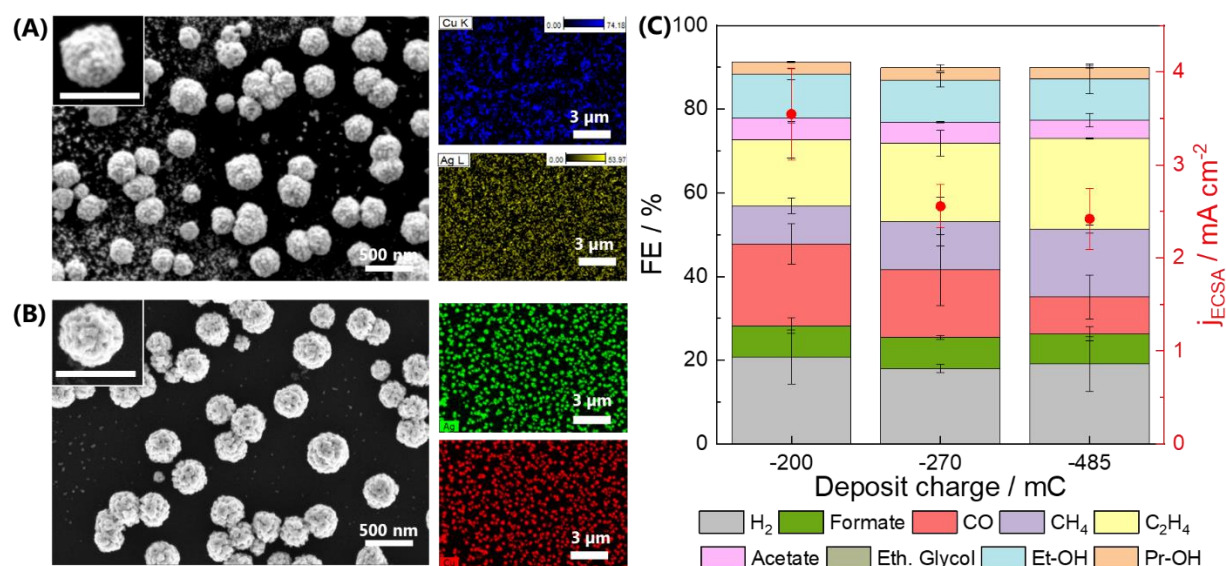 (A)
500 nm
Cu K
0.00
74.18
3 μm
Ag L
0.00
53.97
3 μm
(B)
500 nm
Ag
3 μm
3 μm
(C)
FE / %
100
80
60
40
20
0
-200
-270
-485
Deposit charge / mC
4
3
2
1
0
jECSA / mA cm-2
H2
Formate
CO
CH4
C2H4
Acetate
Eth. Glycol
Et-OH
Pr-OH